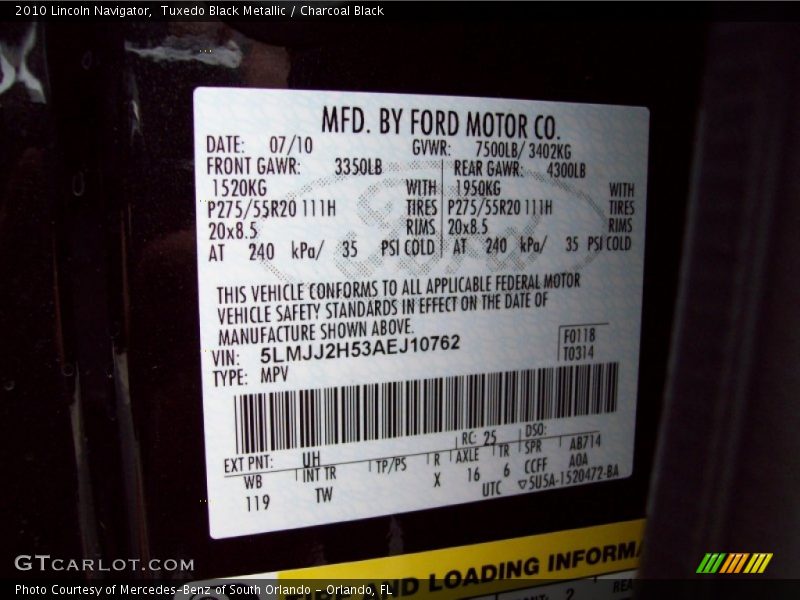 2010 Lincoln Navigator,  Tuxedo Black Metallic / Charcoal Black
MFD. BY FORD MOTOR CO.
DATE: 07/10 GVWR: 7500LB/ 3402KG
FRONT GAWR: 3350LB REAR GAWR: 4300LB
1520KG WITH 1950KG WITH
P275/55R20 111H TIRES P275/55R20 111H TIRES
20x8.5 RIMS 20x8.5 RIMS
AT 240 kPa/ 35 PSI COLD AT 240 kPa/ 35 PSI COLD
THIS VEHICLE CONFORMS TO ALL APPLICABLE FEDERAL MOTOR
VEHICLE SAFETY STANDARDS IN EFFECT ON THE DATE OF
MANUFACTURE SHOWN ABOVE.
VIN: 5LMJJ2H53AEJ10762 F0118
TYPE: MPV T0314
EXT PNT: UH RC: 25 DSO:
WB INT TR TP/PS R AXLE TR SPR AB714
119 TW X 16 6 CCFF A0A
UTC ▽5U5A-1520472-BA
AND LOADING INFORMA
2 REA
GTCARLOT.COM
Photo Courtesy of Mercedes-Benz of South Orlando - Orlando, FL